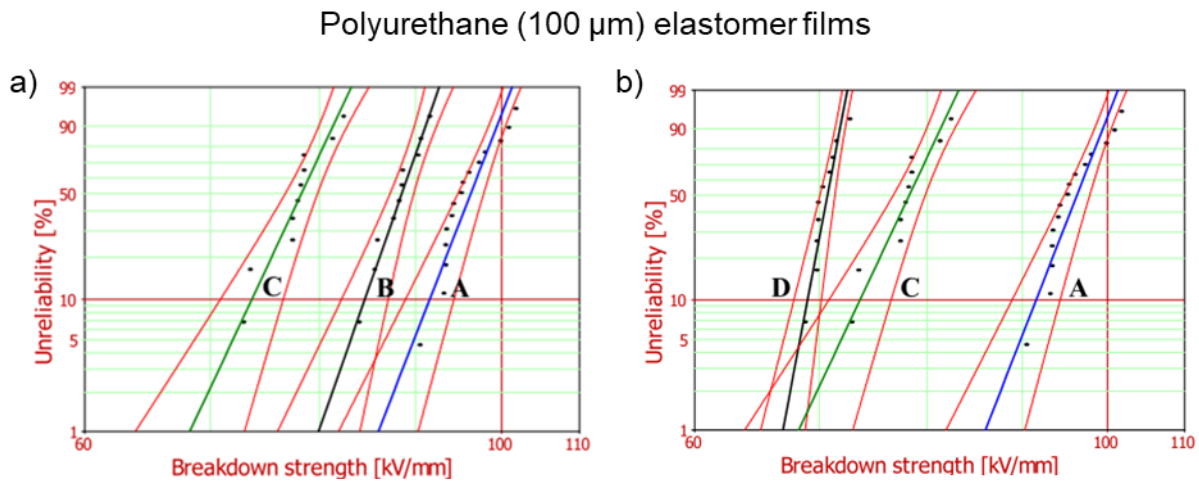 Polyurethane (100 µm) elastomer films
a)
99
90
50
10
5
1
Unreliability [%]
C
B
A
60
100
110
Breakdown strength [kV/mm]
b)
99
90
50
10
5
1
Unreliability [%]
D
C
A
60
100
110
Breakdown strength [kV/mm]